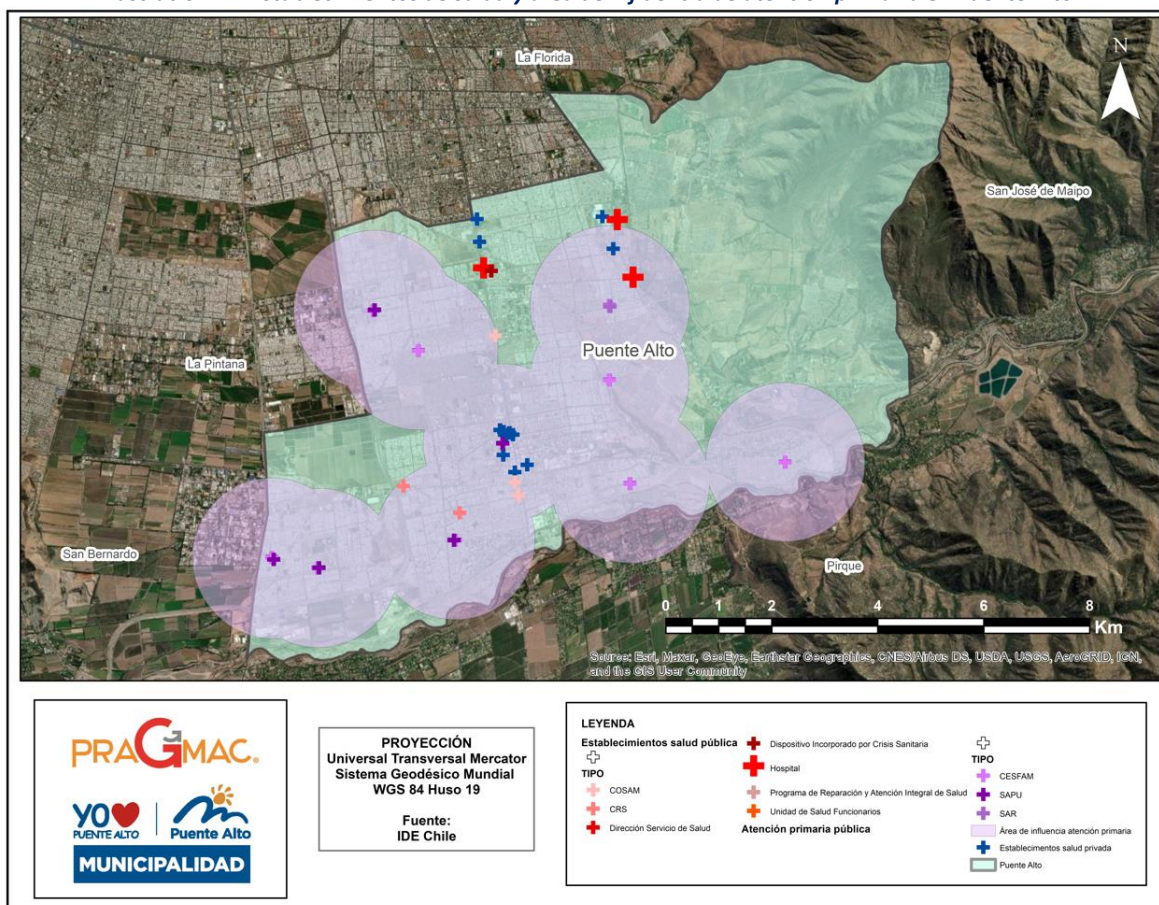 N
La Florida
San José de Maipo
Puente Alto
La Pintana
San Bernardo
Pirque
0 1 2 4 6 8
Km
Source: Esri, Maxar, GeoEye, Earthstar Geographics, CNES/Airbus DS, USDA, USGS, AeroGRID, IGN,
and the GIS User Community
PRAGMAC®
YO
PUENTE ALTO
Puente Alto
MUNICIPALIDAD
PROYECCIÓN
Universal Transversal Mercator
Sistema Geodésico Mundial
WGS 84 Huso 19
Fuente:
IDE Chile
LEYENDA
Establecimientos salud pública
TIPO
COSAM
CRS
Dirección Servicio de Salud
Dispositivo Incorporado por Crisis Sanitaria
Hospital
Programa de Reparación y Atención Integral de Salud
Unidad de Salud Funcionarios
Atención primaria pública
TIPO
CESFAM
SAPU
SAR
Área de influencia atención primaria
Establecimientos salud privada
Puente Alto